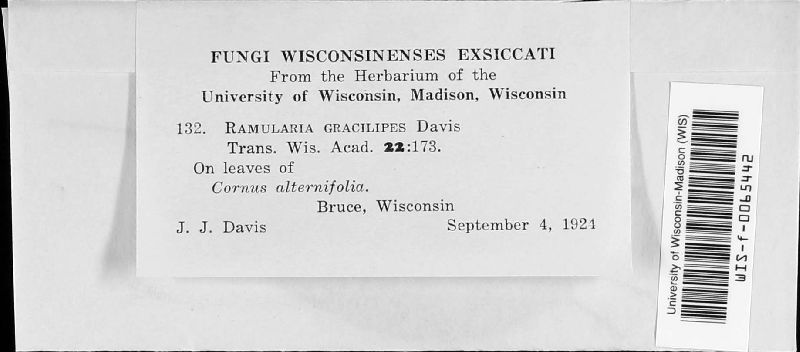 FUNGI WISCONSINENSES EXSICCATI
From the Herbarium of the
University of Wisconsin, Madison, Wisconsin
132. RAMULARIA GRACILIPES Davis
Trans. Wis. Acad. 22:173.
On leaves of
Cornus alternifolia.
Bruce, Wisconsin
J. J. Davis September 4, 1924
University of Wisconsin-Madison (WIS)
WIS-f-0065442